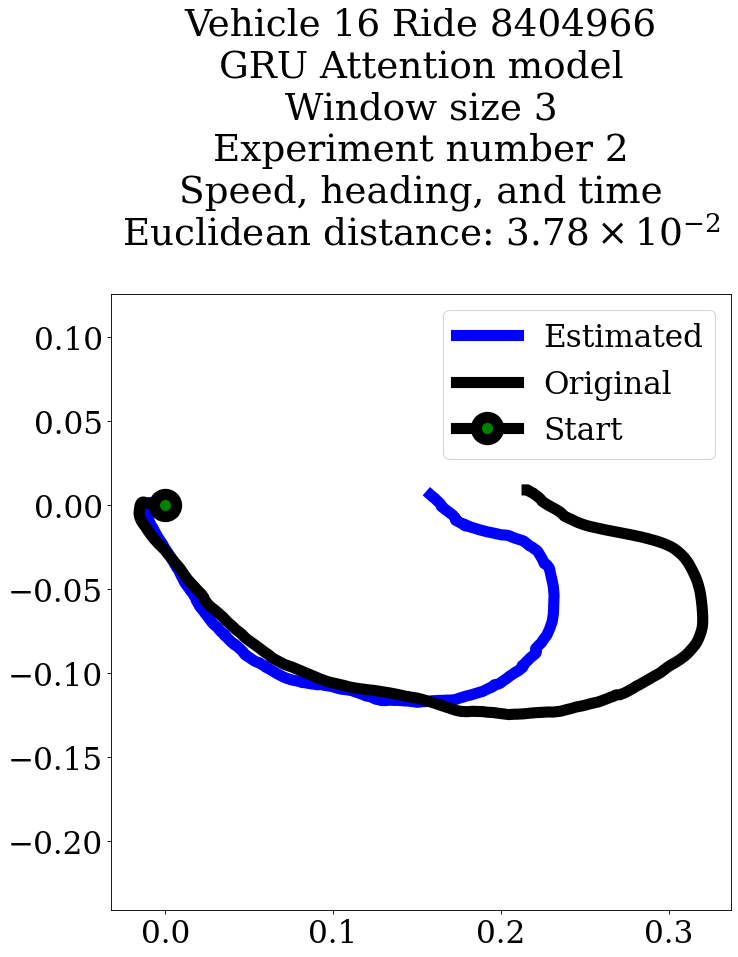 Vehicle 16 Ride 8404966
GRU Attention model
Window size 3
Experiment number 2
Speed, heading, and time
Euclidean distance: 3.78 × 10⁻²
Estimated
Original
Start
0.10
0.05
0.00
−0.05
−0.10
−0.15
−0.20
0.0 0.1 0.2 0.3